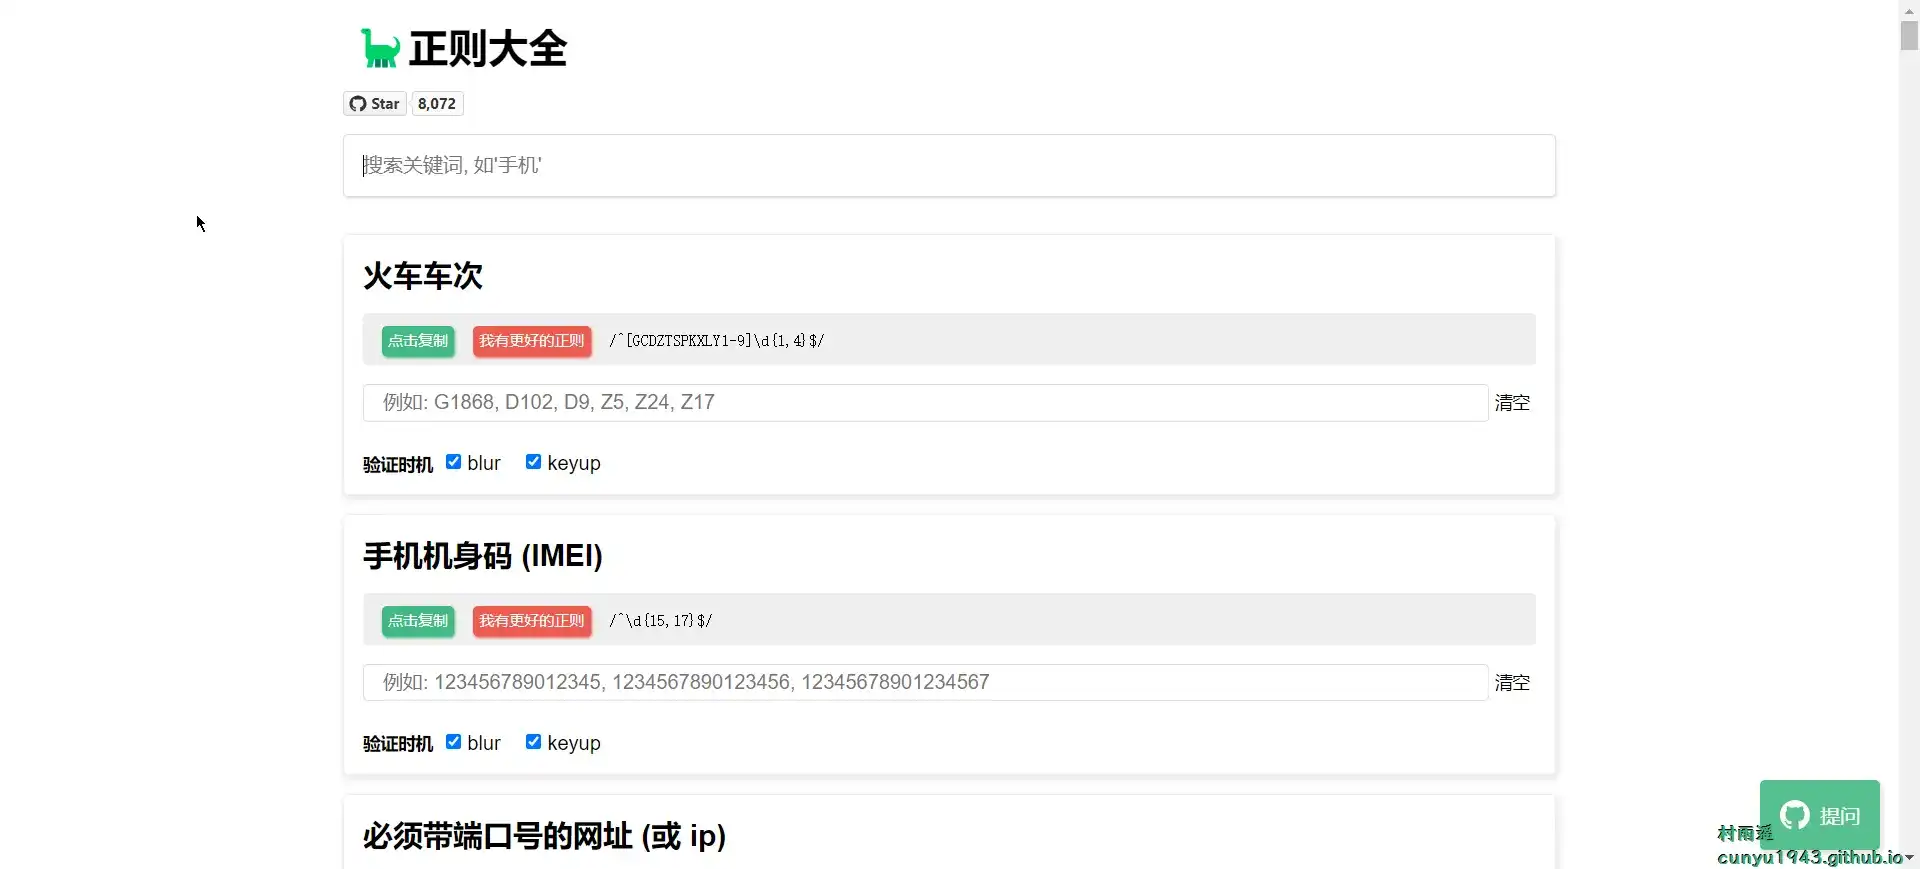 正则大全
Star 8,072
搜索关键词, 如'手机'
火车车次
点击复制 我有更好的正则 /^[GCDZTSPKXLY1-9]\d{1,4}$/
例如: G1868, D102, D9, Z5, Z24, Z17 清空
验证时机 blur keyup
手机机身码 (IMEI)
点击复制 我有更好的正则 /^\d{15,17}$/
例如: 123456789012345, 1234567890123456, 12345678901234567 清空
验证时机 blur keyup
必须带端口号的网址 (或 ip)
提问
村雨遥
cunyu1943.github.io